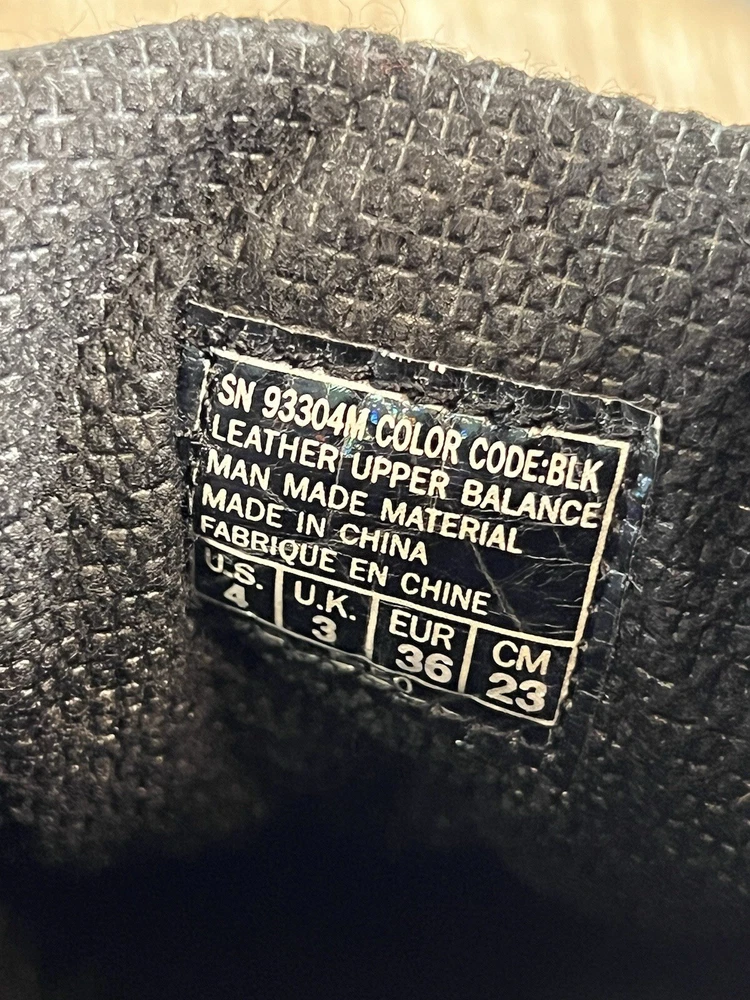 SN 93304M COLOR CODE:BLK
LEATHER UPPER BALANCE
MAN MADE MATERIAL
MADE IN CHINA
FABRIQUE EN CHINE
U.S. U.K. EUR CM
4 3 36 23